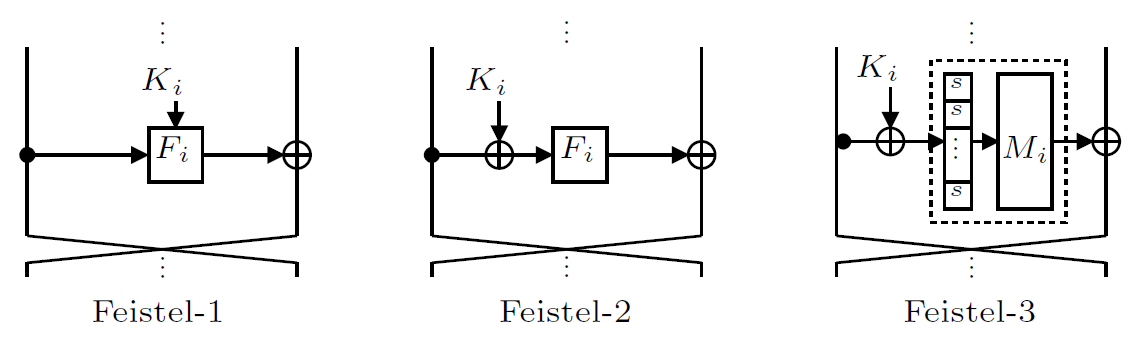 ⋮ ⋮ ⋮
K_i K_i K_i s
s
F_i F_i ⋮ M_i
s
⋮ ⋮ ⋮
Feistel-1 Feistel-2 Feistel-3